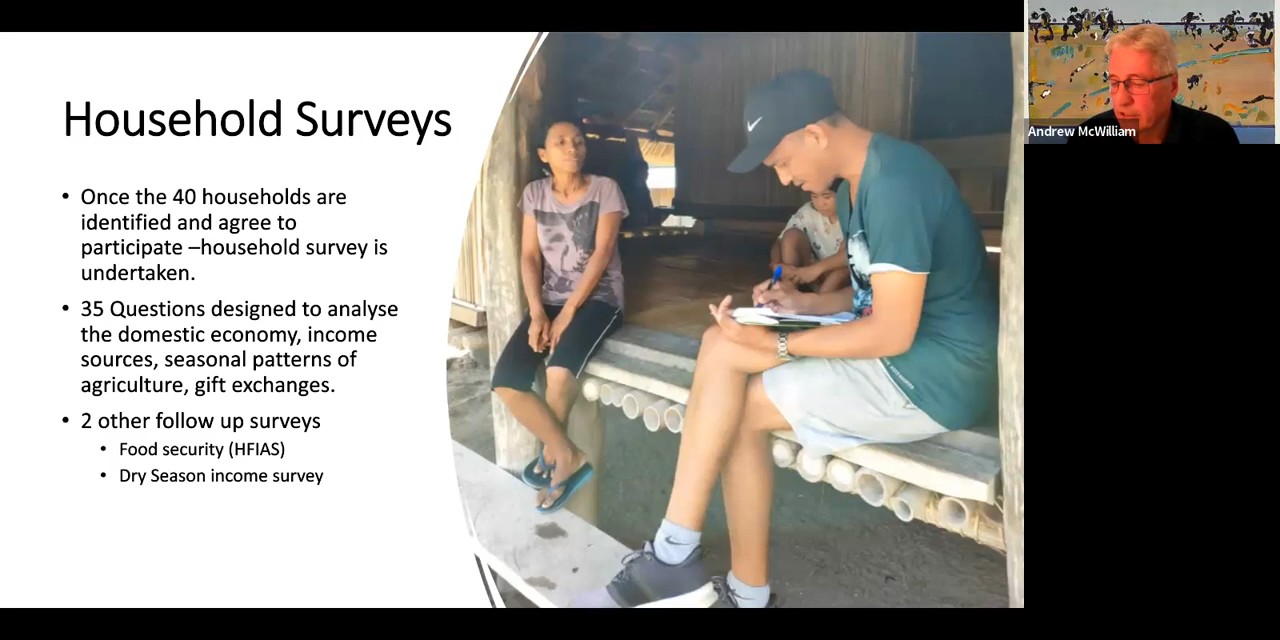 Household Surveys
• Once the 40 households are
identified and agree to
participate –household survey is
undertaken.
• 35 Questions designed to analyse
the domestic economy, income
sources, seasonal patterns of
agriculture, gift exchanges.
• 2 other follow up surveys
• Food security (HFIAS)
• Dry Season income survey
Andrew McWilliam